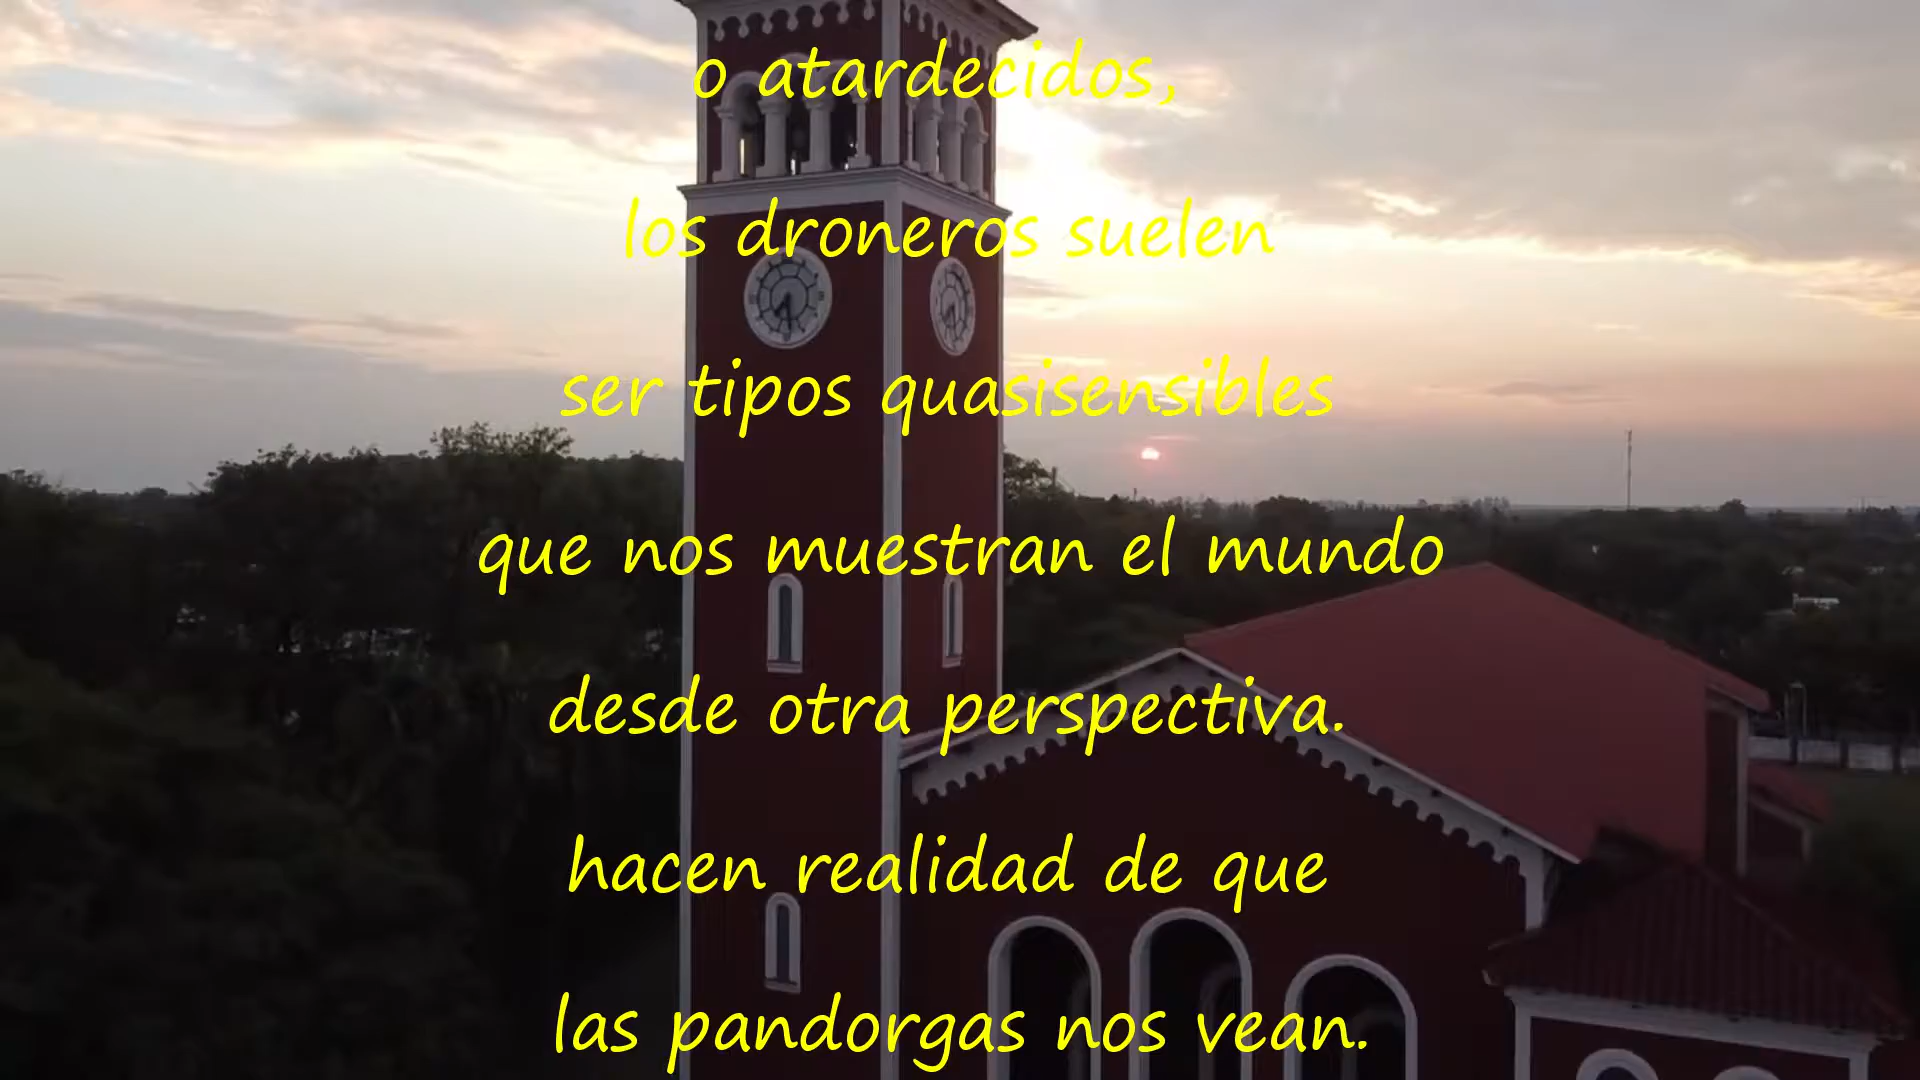 o atardecidos,
los droneros suelen
ser tipos quasisensibles
que nos muestran el mundo
desde otra perspectiva.
hacen realidad de que
las pandorgas nos vean.